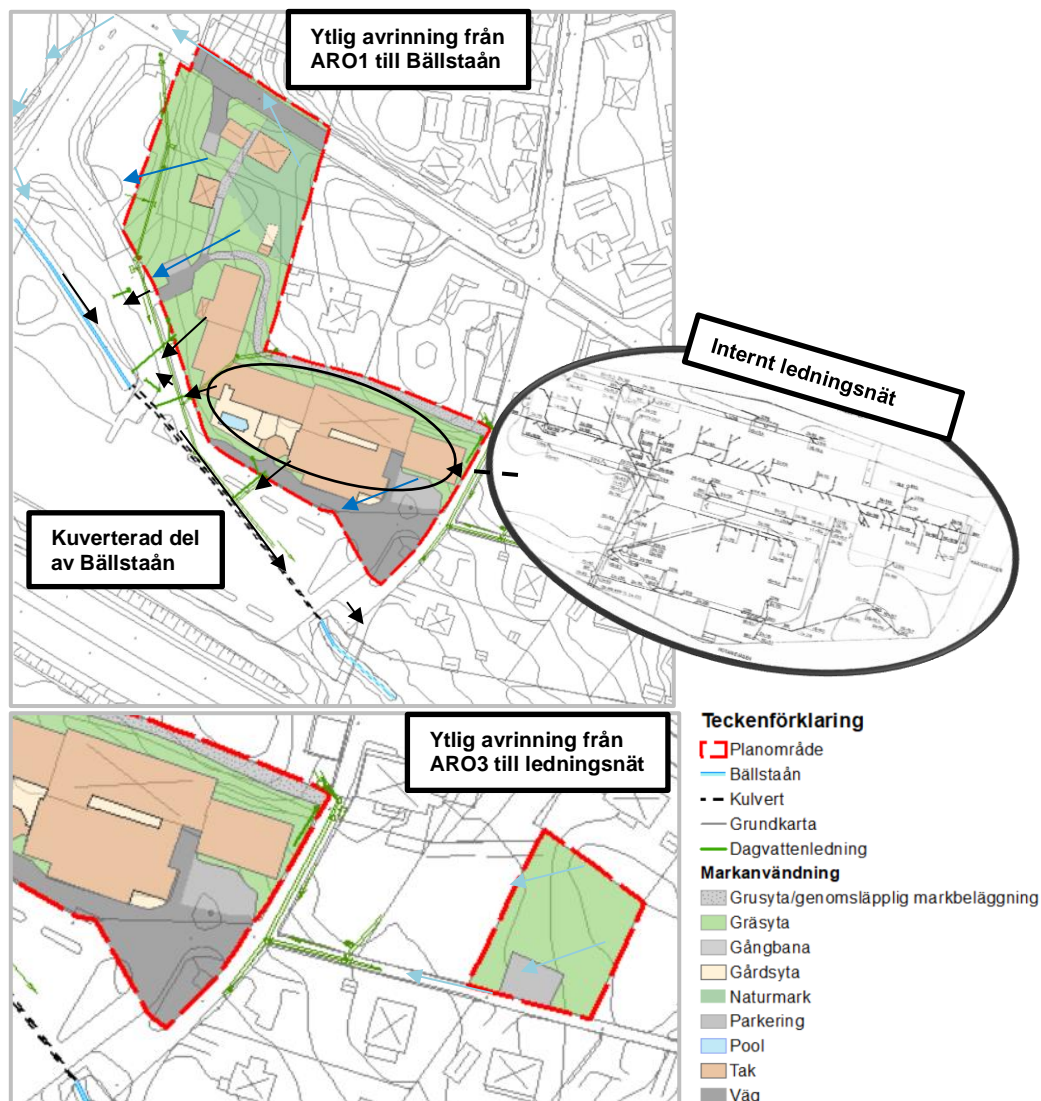 Ytlig avrinning från
ARO1 till Bällstaån
Internt ledningsnät
Kuverterad del
av Bällstaån
Ytlig avrinning från
ARO3 till ledningsnät
Teckenförklaring
Planområde
Bällstaån
Kulvert
Grundkarta
Dagvattenledning
Markanvändning
Grusyta/genomsläpplig markbeläggning
Gräsyta
Gångbana
Gårdsyta
Naturmark
Parkering
Pool
Tak
Väg